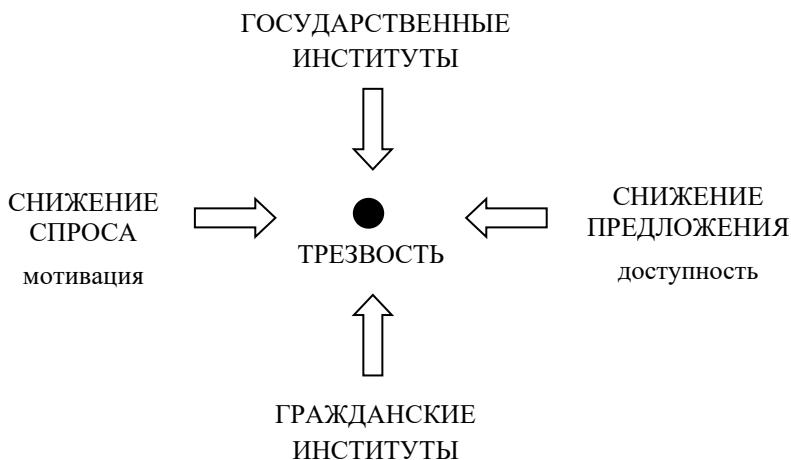 ГОСУДАРСТВЕННЫЕ
ИНСТИТУТЫ
СНИЖЕНИЕ
СПРОСА
мотивация
ТРЕЗВОСТЬ
СНИЖЕНИЕ
ПРЕДЛОЖЕНИЯ
доступность
ГРАЖДАНСКИЕ
ИНСТИТУТЫ